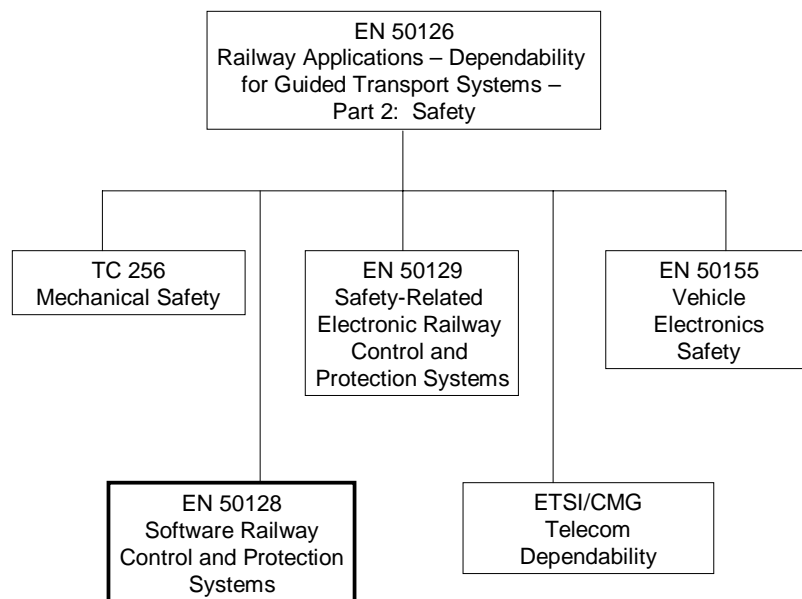 EN 50126
Railway Applications – Dependability
for Guided Transport Systems –
Part 2:  Safety
TC 256
Mechanical Safety
EN 50129
Safety-Related
Electronic Railway
Control and
Protection Systems
EN 50155
Vehicle
Electronics
Safety
EN 50128
Software Railway
Control and Protection
Systems
ETSI/CMG
Telecom
Dependability